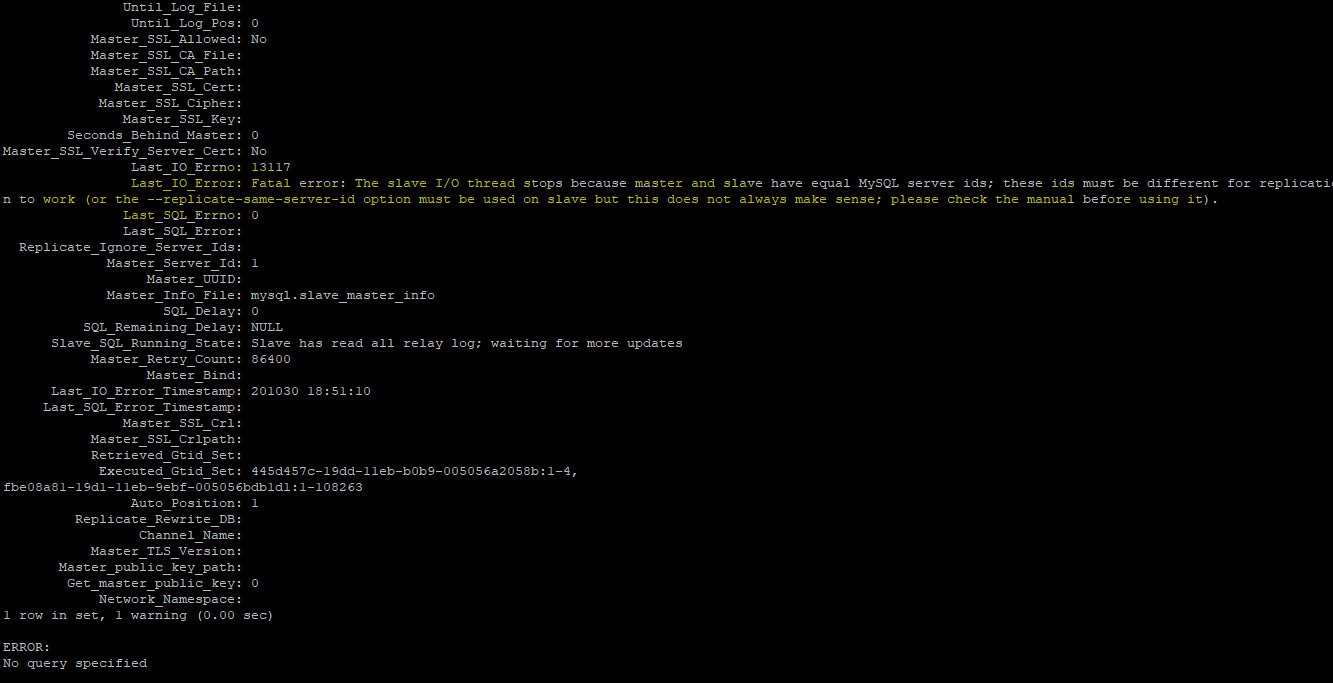 Until_Log_File:
Until_Log_Pos: 0
Master_SSL_Allowed: No
Master_SSL_CA_File:
Master_SSL_CA_Path:
Master_SSL_Cert:
Master_SSL_Cipher:
Master_SSL_Key:
Seconds_Behind_Master: 0
Master_SSL_Verify_Server_Cert: No
Last_IO_Errno: 13117
Last_IO_Error: Fatal error: The slave I/O thread stops because master and slave have equal MySQL server ids; these ids must be different for replicatio
n to work (or the --replicate-same-server-id option must be used on slave but this does not always make sense; please check the manual before using it).
Last_SQL_Errno: 0
Last_SQL_Error:
Replicate_Ignore_Server_Ids:
Master_Server_Id: 1
Master_UUID:
Master_Info_File: mysql.slave_master_info
SQL_Delay: 0
SQL_Remaining_Delay: NULL
Slave_SQL_Running_State: Slave has read all relay log; waiting for more updates
Master_Retry_Count: 86400
Master_Bind:
Last_IO_Error_Timestamp: 201030 18:51:10
Last_SQL_Error_Timestamp:
Master_SSL_Crl:
Master_SSL_Crlpath:
Retrieved_Gtid_Set:
Executed_Gtid_Set: 445d457c-19dd-11eb-b0b9-005056a2058b:1-4,
fbe08a81-19d1-11eb-9ebf-005056bdb1d1:1-108263
Auto_Position: 1
Replicate_Rewrite_DB:
Channel_Name:
Master_TLS_Version:
Master_public_key_path:
Get_master_public_key: 0
Network_Namespace:
1 row in set, 1 warning (0.00 sec)
ERROR:
No query specified